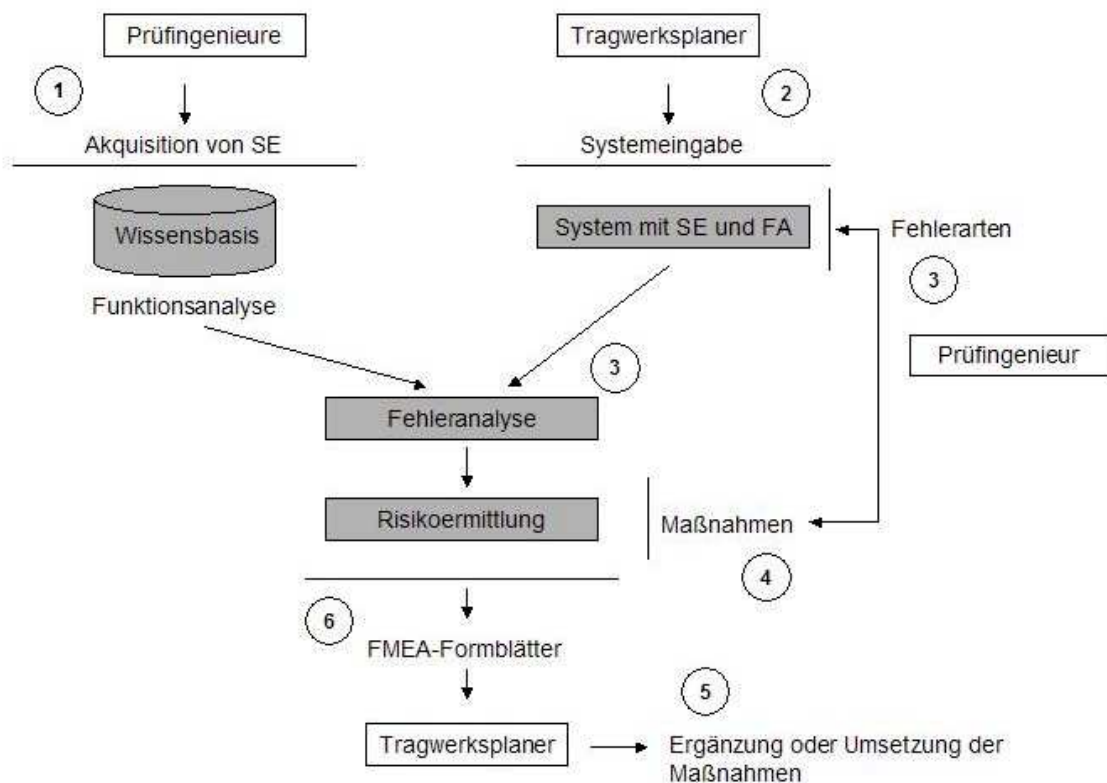 Prüfingenieure
Tragwerksplaner
1
2
Akquisition von SE
Systemeingabe
Wissensbasis
System mit SE und FA
Fehlerarten
3
Funktionsanalyse
Prüfingenieur
3
Fehleranalyse
Risikoermittlung
Maßnahmen
4
6
FMEA-Formblätter
5
Tragwerksplaner
Ergänzung oder Umsetzung der
Maßnahmen